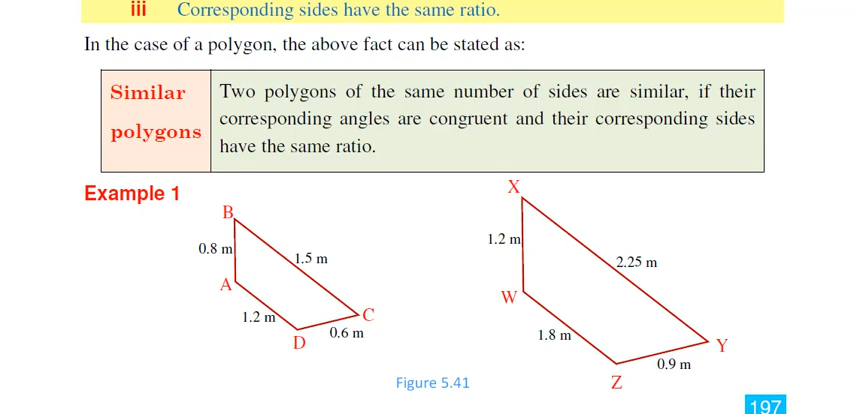 iii Corresponding sides have the same ratio.
In the case of a polygon, the above fact can be stated as:
Similar polygons
Two polygons of the same number of sides are similar, if their
corresponding angles are congruent and their corresponding sides
have the same ratio.
Example 1
B
0.8 m
1.5 m
A
1.2 m
D
0.6 m
C
X
1.2 m
2.25 m
W
1.8 m
Z
0.9 m
Y
Figure 5.41
197